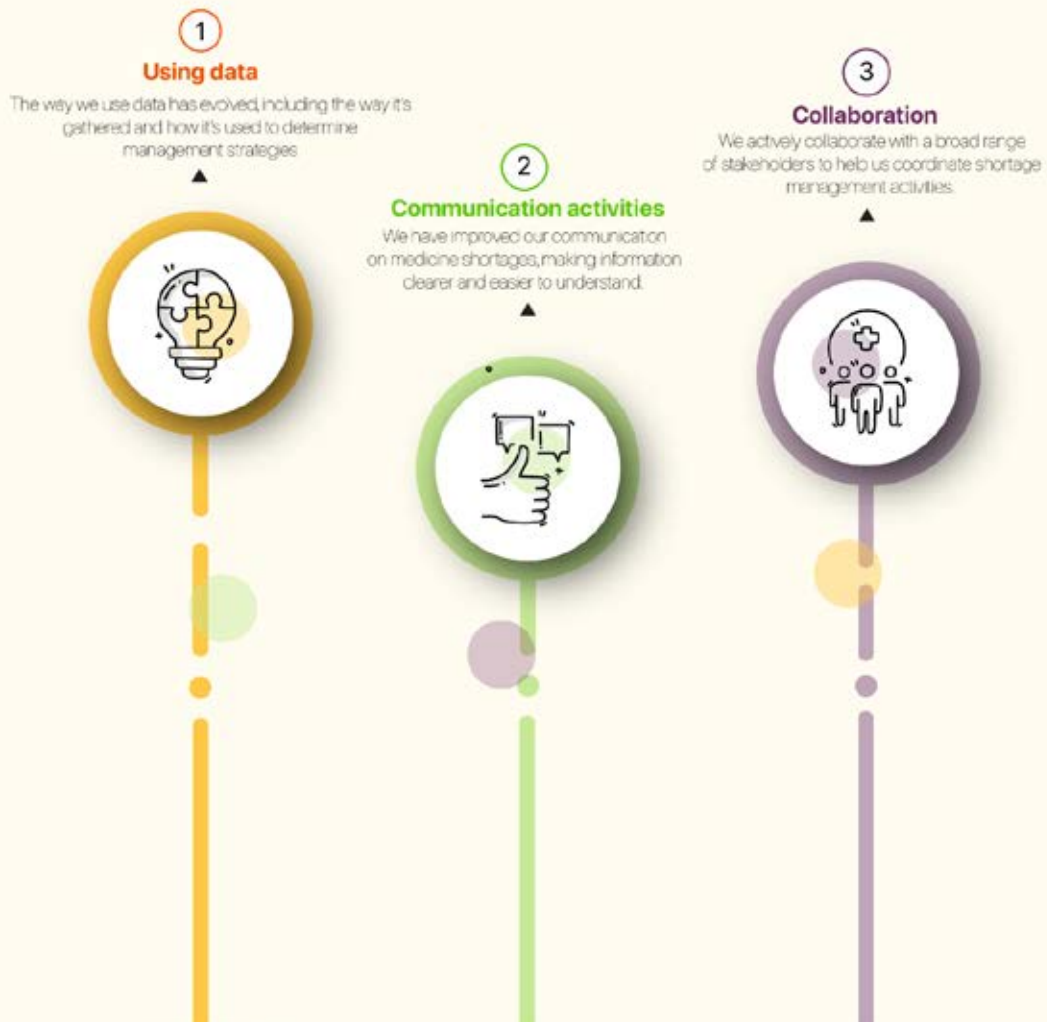 1
Using data
The way we use data has evolved, including the way it's
gathered and how it's used to determine
management strategies
2
Communication activities
We have improved our communication
on medicine shortages, making information
clearer and easier to understand.
3
Collaboration
We actively collaborate with a broad range
of stakeholders to help us coordinate shortage
management activities.